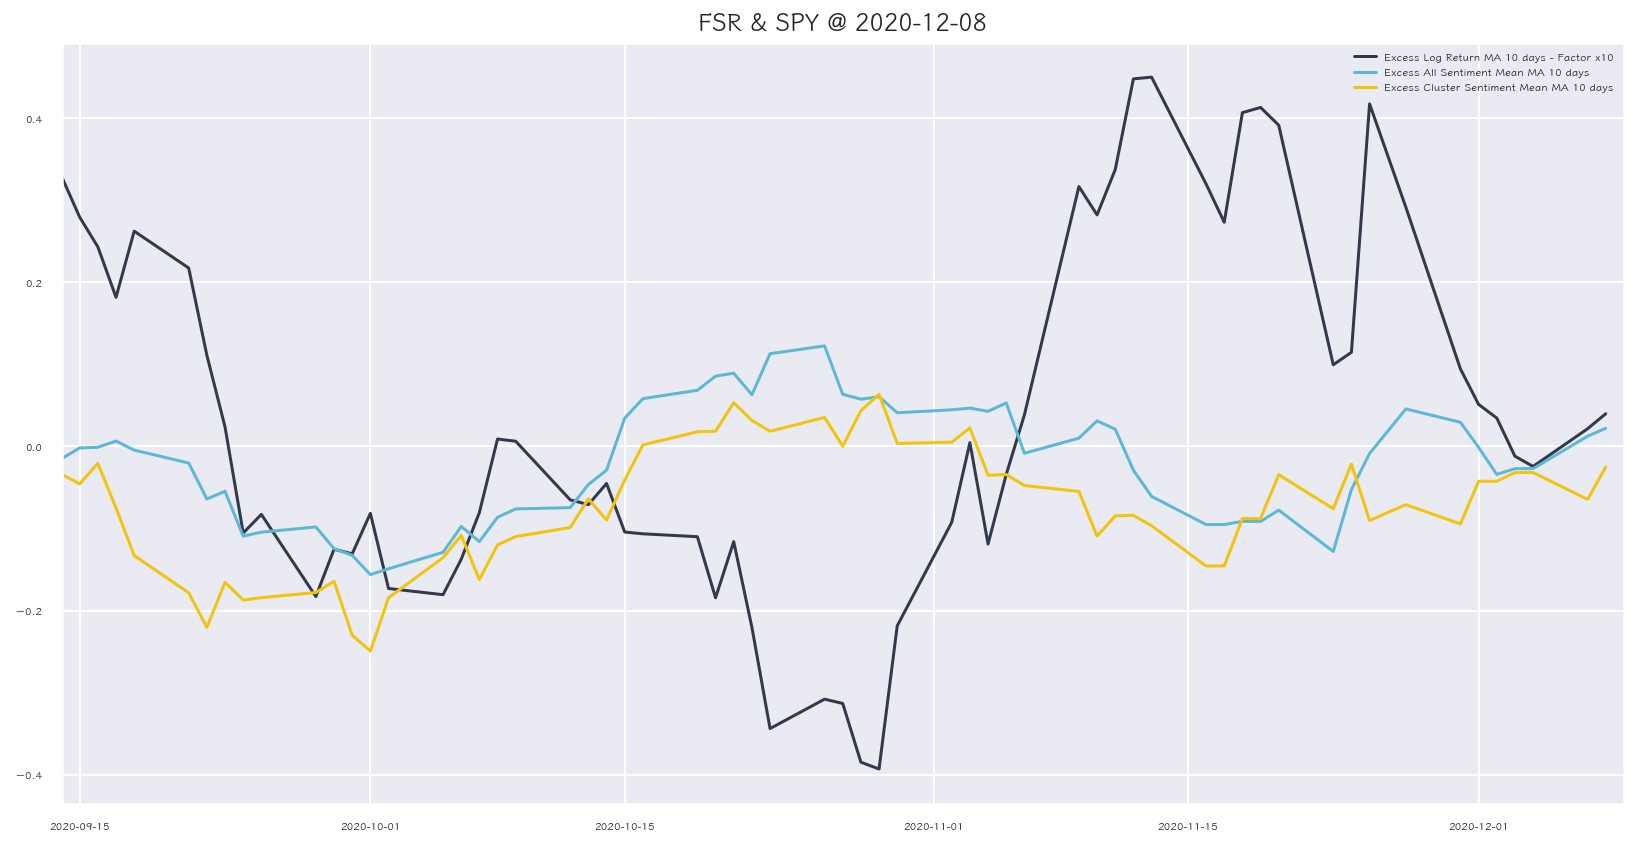 FSR & SPY @ 2020-12-08
Excess Log Return MA 10 days - Factor x10
Excess All Sentiment Mean MA 10 days
Excess Cluster Sentiment Mean MA 10 days
0.4
0.2
0.0
−0.2
−0.4
2020-09-15 2020-10-01 2020-10-15 2020-11-01 2020-11-15 2020-12-01